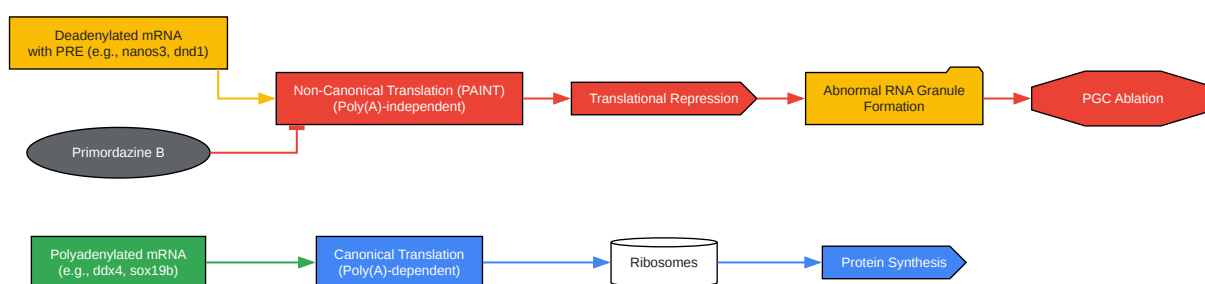 Deadenylated mRNA
with PRE (e.g., nanos3, dnd1)
Non-Canonical Translation (PAINT)
(Poly(A)-independent)
Translational Repression
Abnormal RNA Granule
Formation
PGC Ablation
Primordazine B
Polyadenylated mRNA
(e.g., ddx4, sox19b)
Canonical Translation
(Poly(A)-dependent)
Ribosomes
Protein Synthesis